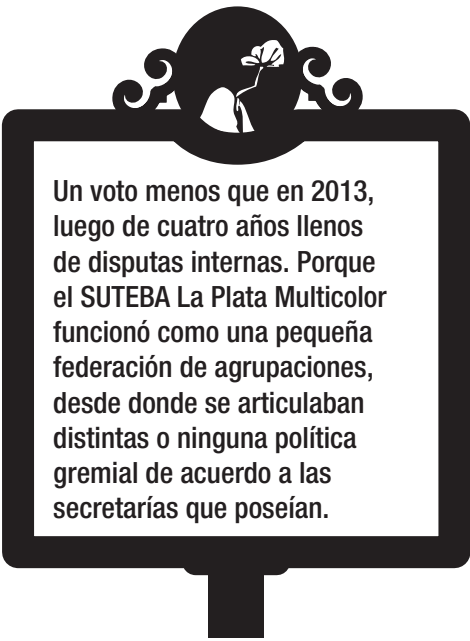 Un voto menos que en 2013,
luego de cuatro años llenos
de disputas internas. Porque
el SUTEBA La Plata Multicolor
funcionó como una pequeña
federación de agrupaciones,
desde donde se articulaban
distintas o ninguna política
gremial de acuerdo a las
secretarías que poseían.